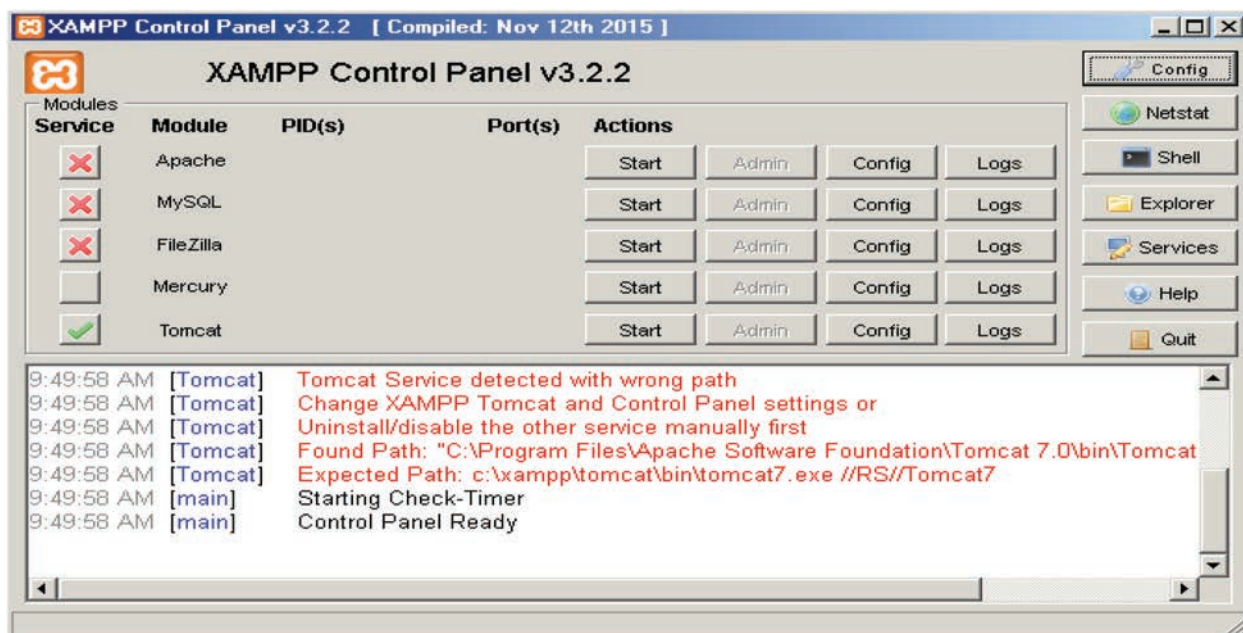 XAMPP Control Panel v3.2.2 [ Compiled: Nov 12th 2015 ]
XAMPP Control Panel v3.2.2
Config
Modules
Service Module PID(s) Port(s) Actions
Netstat
Apache Start Admin Config Logs
Shell
MySQL Start Admin Config Logs
Explorer
FileZilla Start Admin Config Logs
Services
Mercury Start Admin Config Logs
Help
Tomcat Start Admin Config Logs
Quit
9:49:58 AM [Tomcat] Tomcat Service detected with wrong path
9:49:58 AM [Tomcat] Change XAMPP Tomcat and Control Panel settings or
9:49:58 AM [Tomcat] Uninstall/disable the other service manually first
9:49:58 AM [Tomcat] Found Path: "C:\Program Files\Apache Software Foundation\Tomcat 7.0\bin\Tomcat
9:49:58 AM [Tomcat] Expected Path: c:\xampp\tomcat\bin\tomcat7.exe //RS//Tomcat7
9:49:58 AM [main] Starting Check-Timer
9:49:58 AM [main] Control Panel Ready